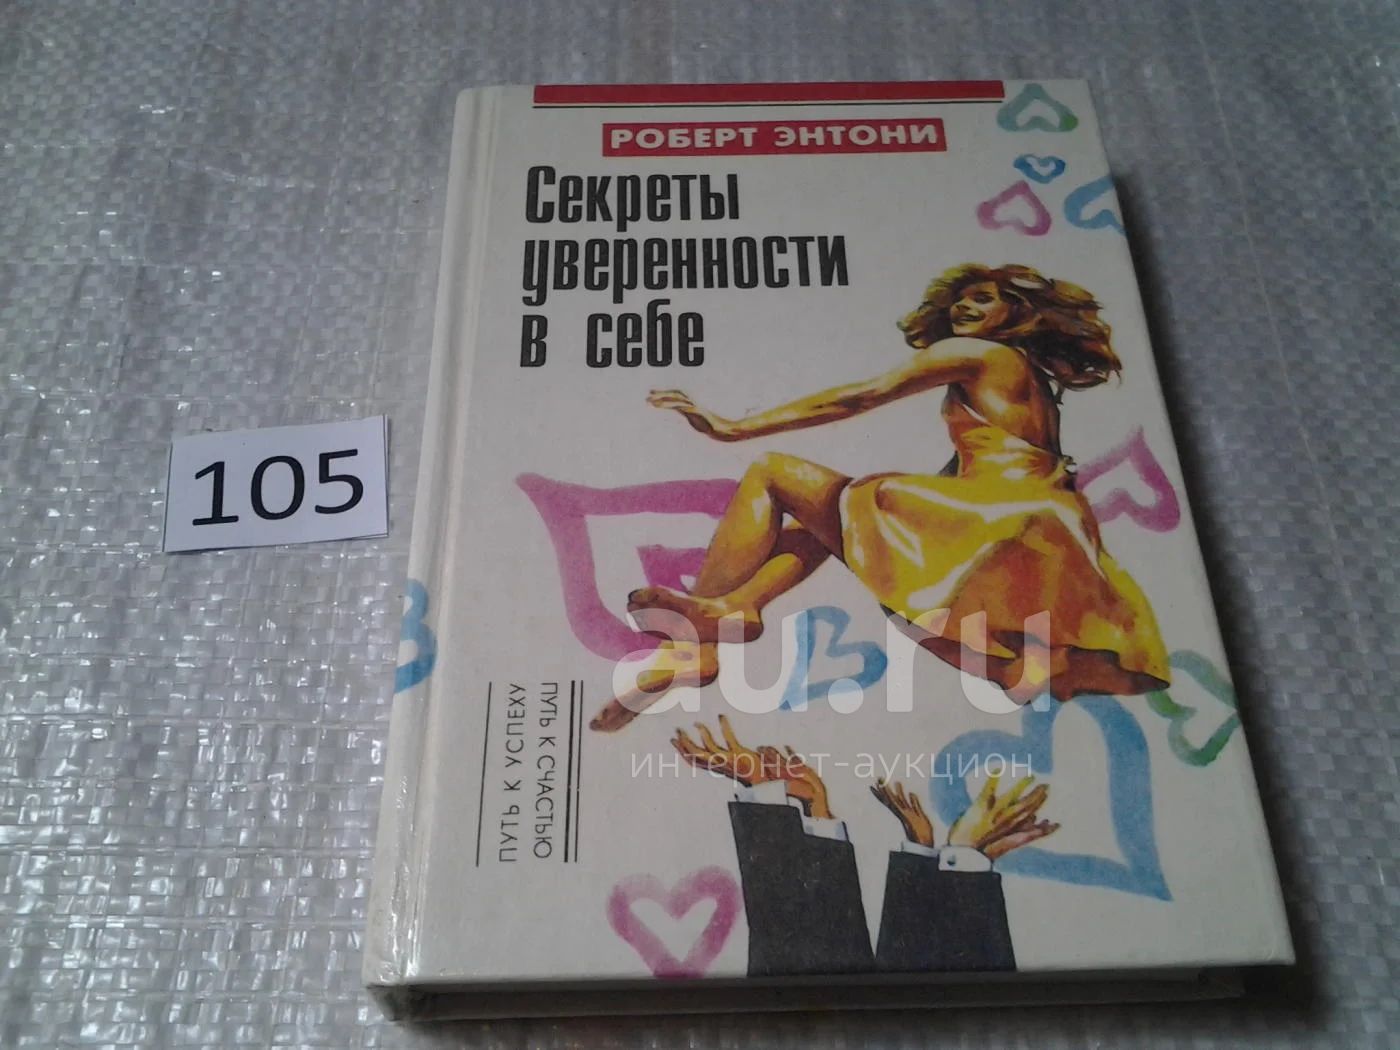 РОБЕРТ ЭНТОНИ
Секреты
уверенности
в себе
105
ПУТЬ К УСПЕХУ
ПУТЬ К СЧАСТЬЮ
au.ru
интернет-аукцион